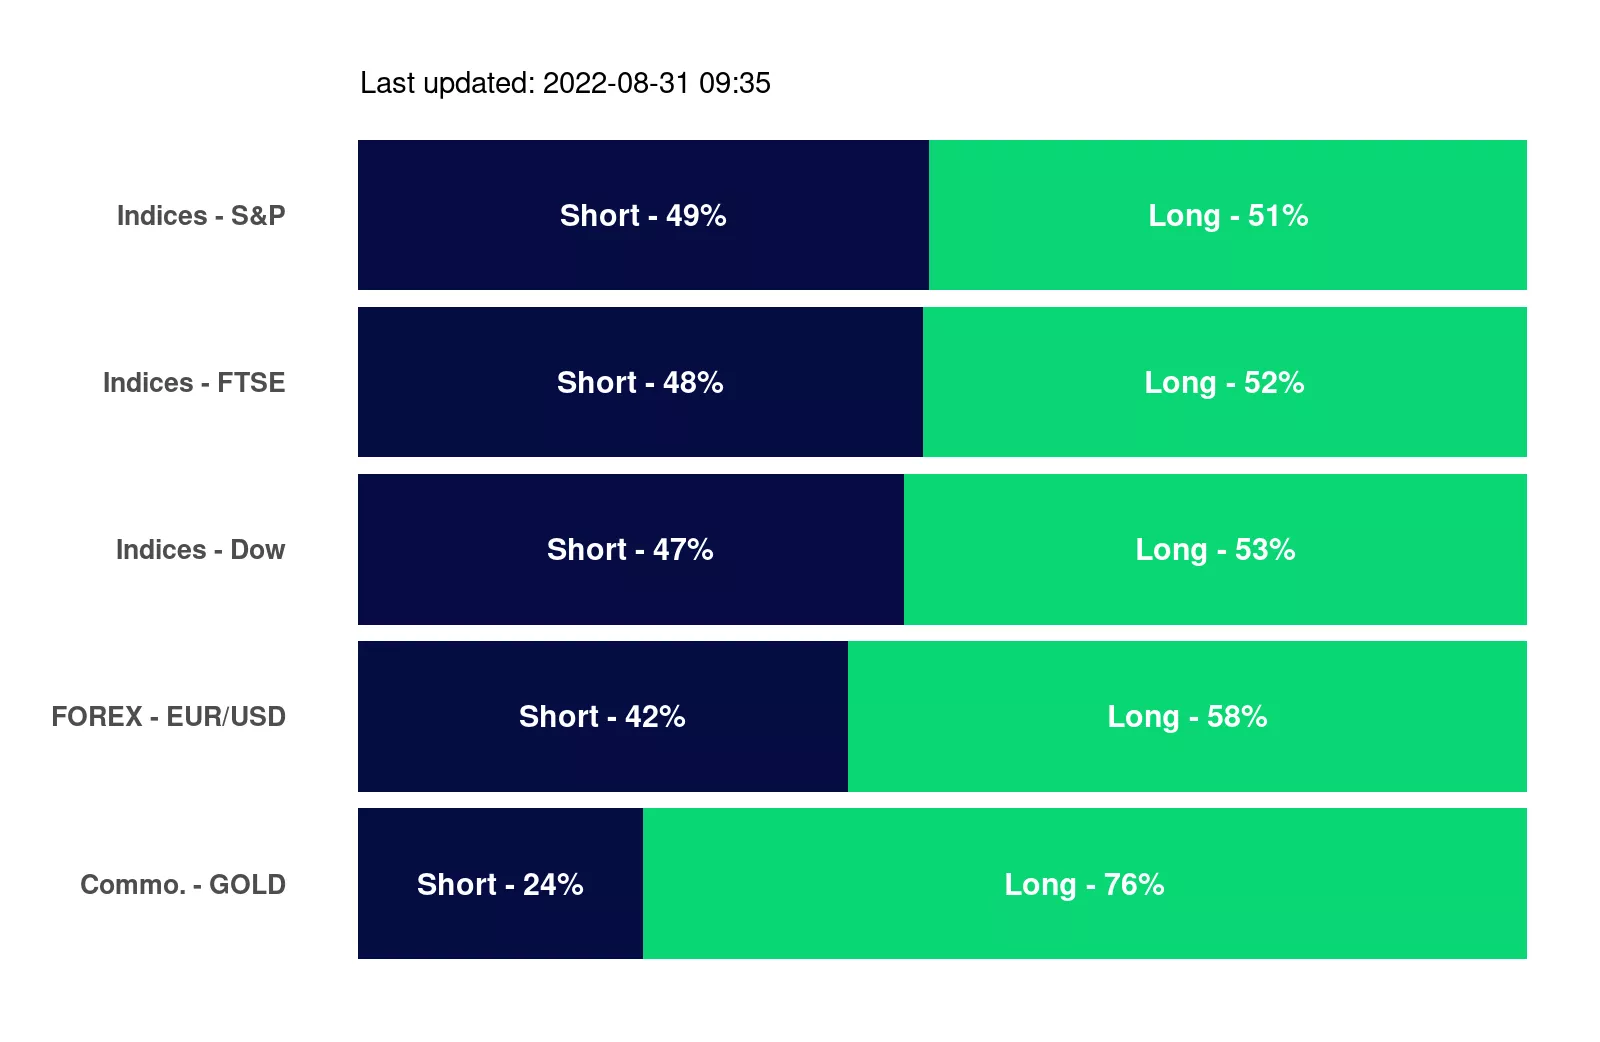 Last updated: 2022-08-31 09:35
Indices - S&P
Short - 49%
Long - 51%
Indices - FTSE
Short - 48%
Long - 52%
Indices - Dow
Short - 47%
Long - 53%
FOREX - EUR/USD
Short - 42%
Long - 58%
Commo. - GOLD
Short - 24%
Long - 76%